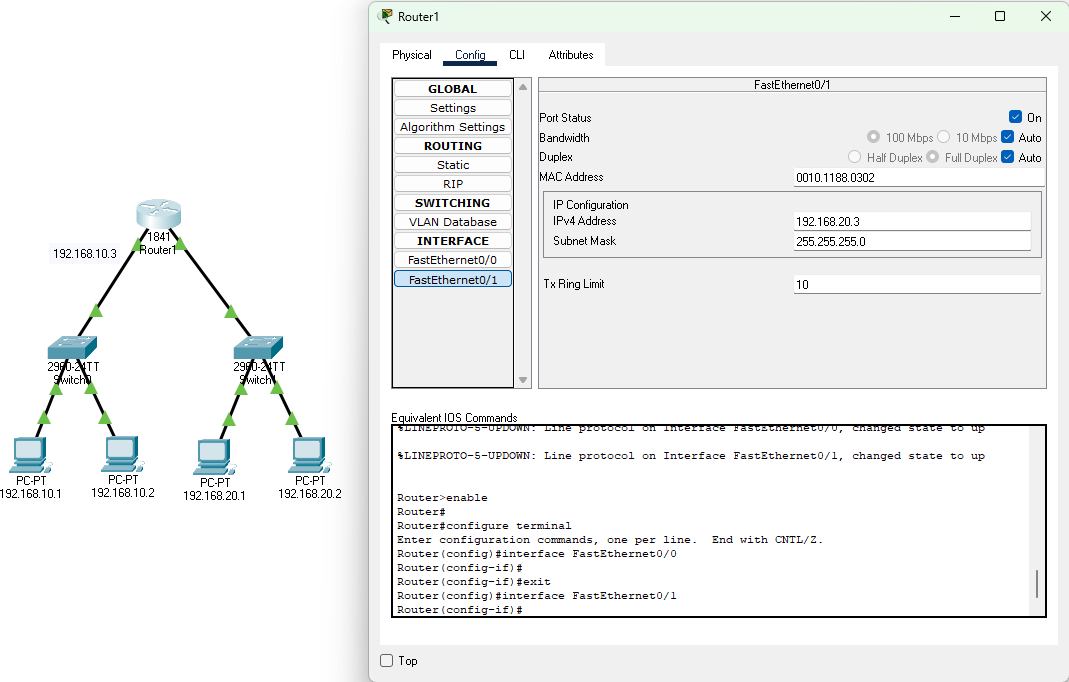 Router1
Physical Config CLI Attributes
GLOBAL
Settings
Algorithm Settings
ROUTING
Static
RIP
SWITCHING
VLAN Database
INTERFACE
FastEthernet0/0
FastEthernet0/1
FastEthernet0/1
Port Status On
Bandwidth 100 Mbps 10 Mbps Auto
Duplex Half Duplex Full Duplex Auto
MAC Address 0010.1188.0302
IP Configuration
IPv4 Address 192.168.20.3
Subnet Mask 255.255.255.0
Tx Ring Limit 10
Equivalent IOS Commands
%LINEPROTO-5-UPDOWN: Line protocol on Interface FastEthernet0/0, changed state to up
%LINEPROTO-5-UPDOWN: Line protocol on Interface FastEthernet0/1, changed state to up
Router>enable
Router#
Router#configure terminal
Enter configuration commands, one per line.  End with CNTL/Z.
Router(config)#interface FastEthernet0/0
Router(config-if)#
Router(config-if)#exit
Router(config)#interface FastEthernet0/1
Router(config-if)#
Top
1841
Router1
192.168.10.3
2960-24TT
Switch0
2960-24TT
Switch1
PC-PT
192.168.10.1
PC-PT
192.168.10.2
PC-PT
192.168.20.1
PC-PT
192.168.20.2